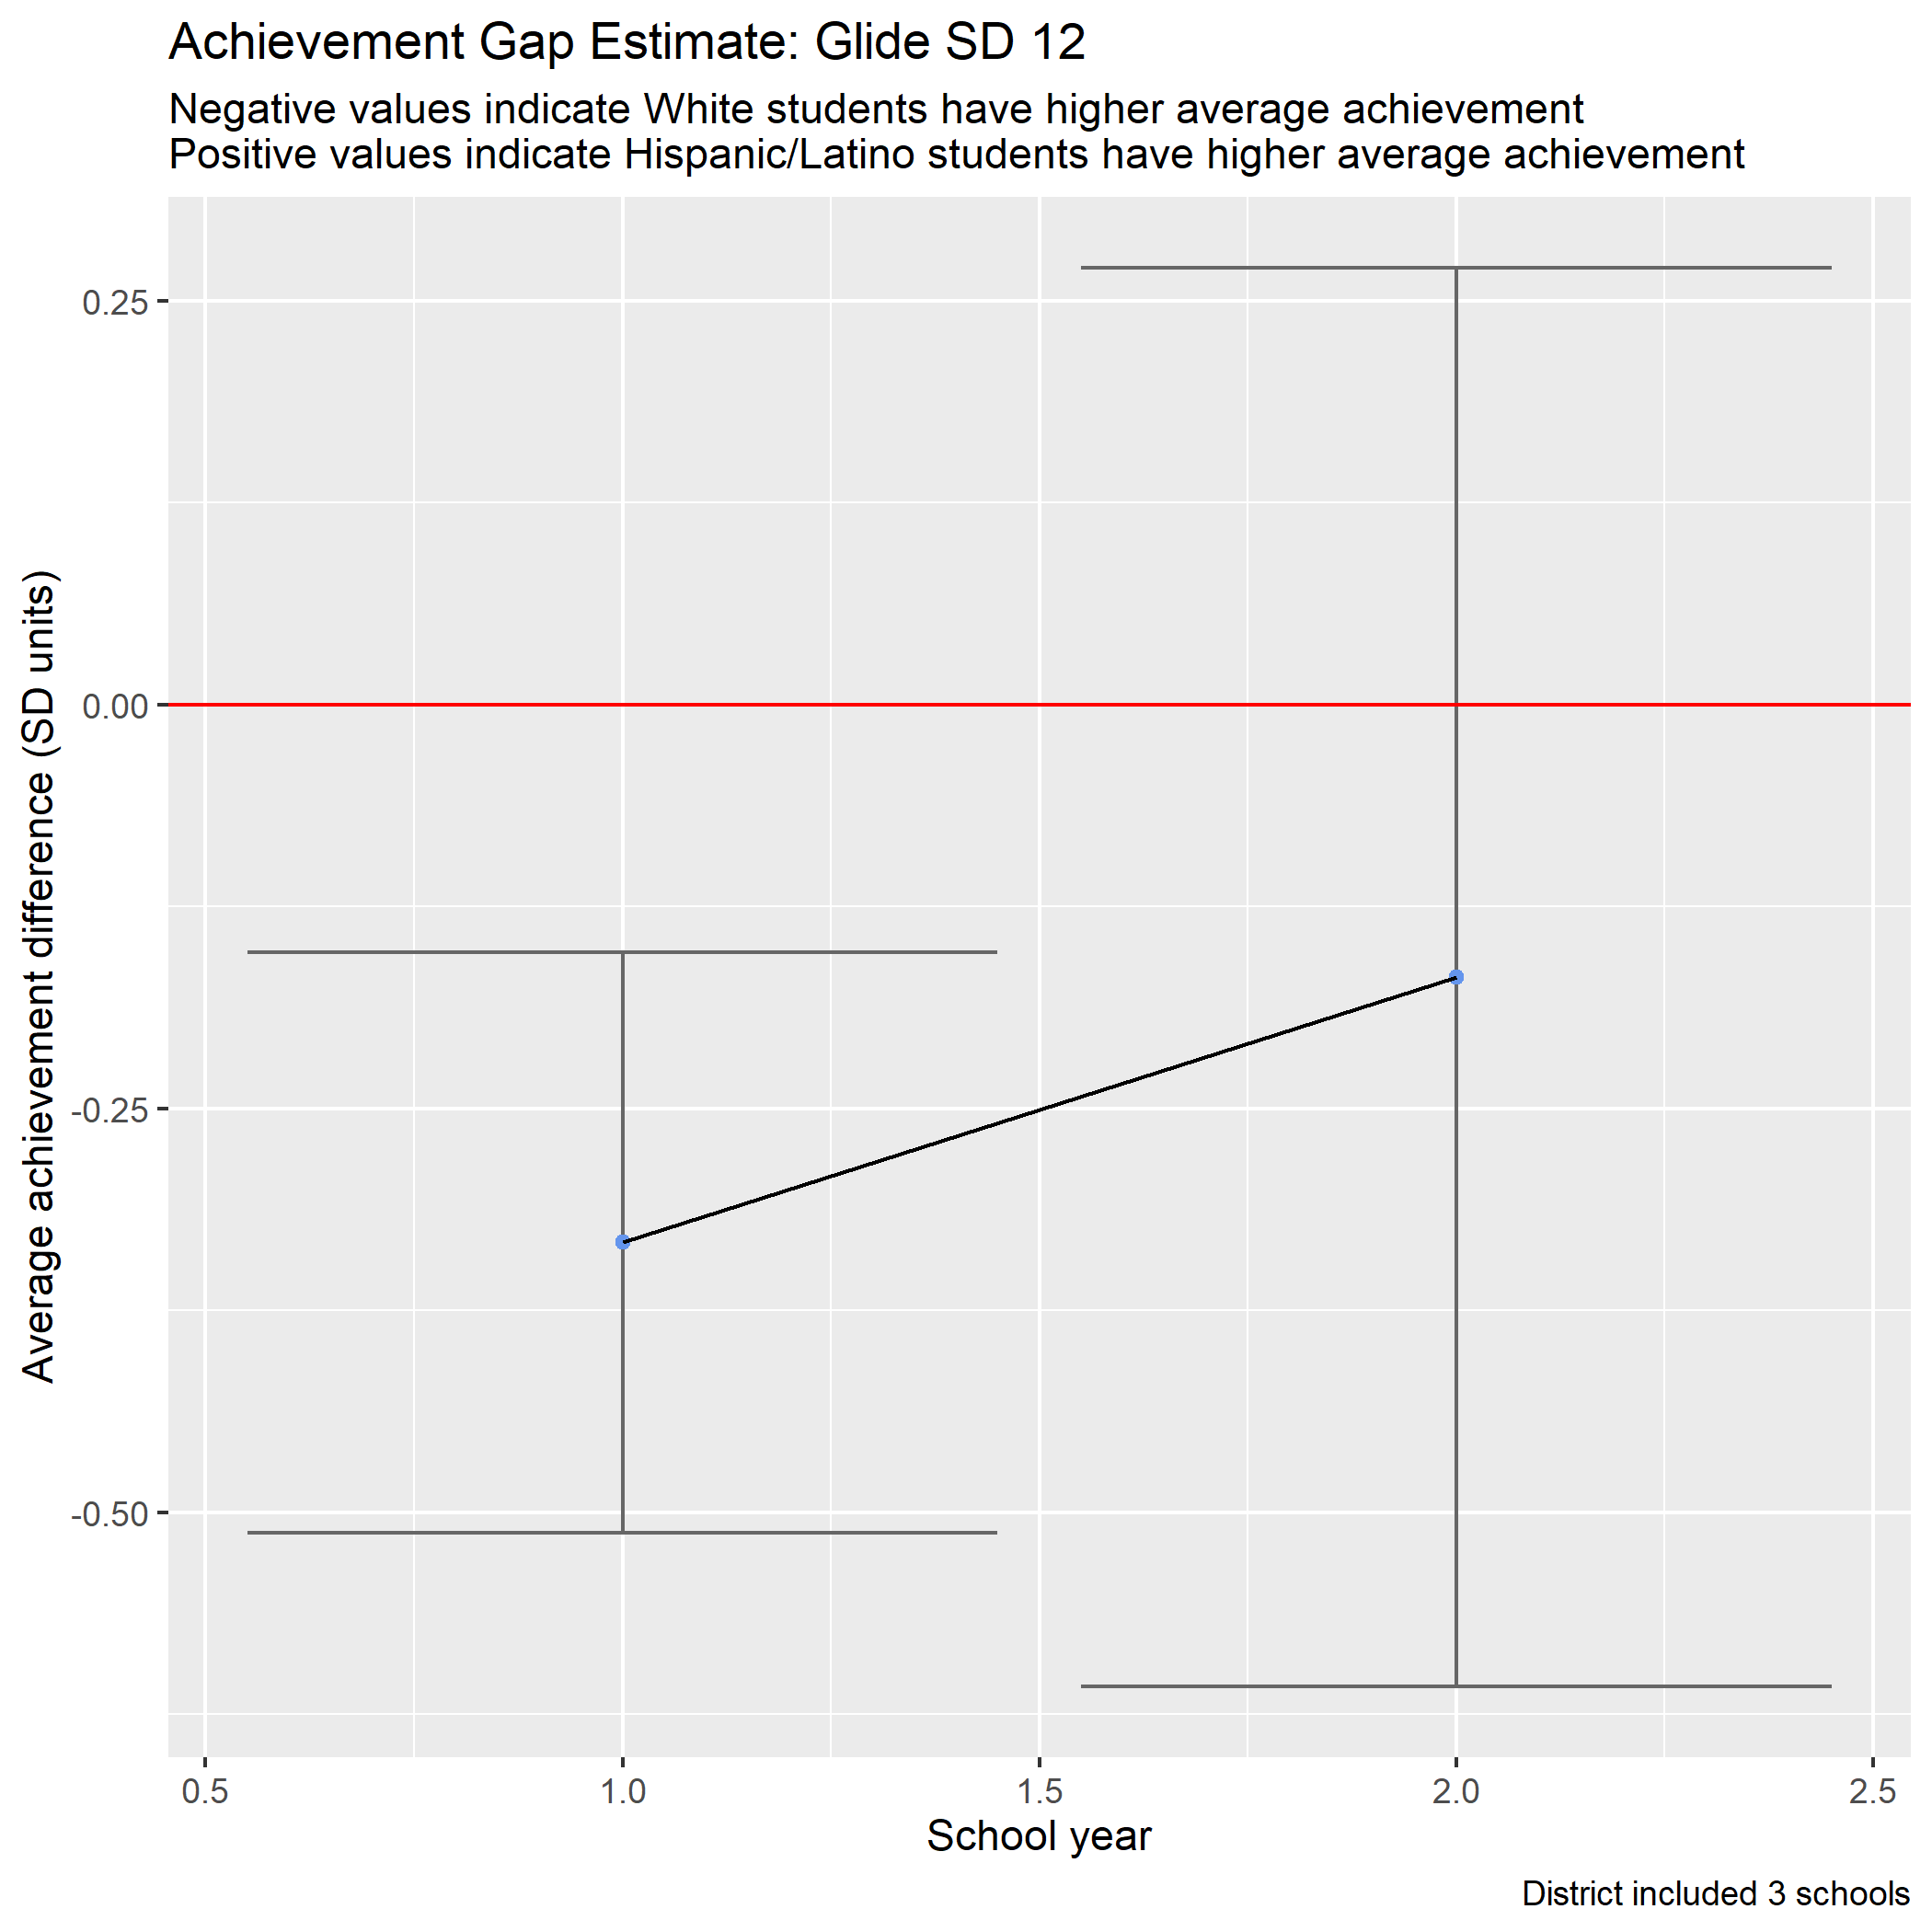 Achievement Gap Estimate: Glide SD 12
Negative values indicate White students have higher average achievement
Positive values indicate Hispanic/Latino students have higher average achievement
Average achievement difference (SD units)
0.25
0.00
-0.25
-0.50
0.5
1.0
1.5
2.0
2.5
School year
District included 3 schools